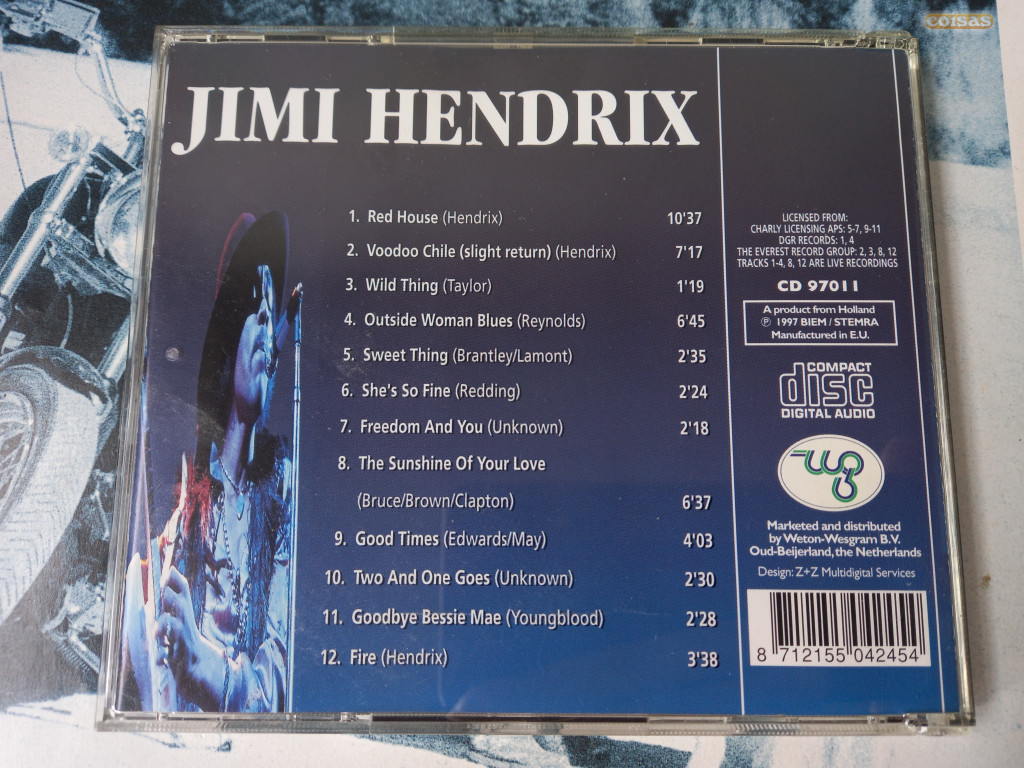 coisas
JIMI HENDRIX
1. Red House (Hendrix) 10'37
2. Voodoo Chile (slight return) (Hendrix) 7'17
3. Wild Thing (Taylor) 1'19
4. Outside Woman Blues (Reynolds) 6'45
5. Sweet Thing (Brantley/Lamont) 2'35
6. She's So Fine (Redding) 2'24
7. Freedom And You (Unknown) 2'18
8. The Sunshine Of Your Love
(Bruce/Brown/Clapton) 6'37
9. Good Times (Edwards/May) 4'03
10. Two And One Goes (Unknown) 2'30
11. Goodbye Bessie Mae (Youngblood) 2'28
12. Fire (Hendrix) 3'38
LICENSED FROM:
CHARLY LICENSING APS: 5-7, 9-11
DGR RECORDS: 1, 4
THE EVEREST RECORD GROUP: 2, 3, 8, 12
TRACKS 1-4, 8, 12 ARE LIVE RECORDINGS
CD 97011
A product from Holland
℗ 1997 BIEM / STEMRA
Manufactured in E.U.
COMPACT
disc
DIGITAL AUDIO
Marketed and distributed
by Weton-Wesgram B.V.
Oud-Beijerland, the Netherlands
Design: Z+Z Multidigital Services
8 712155 042454